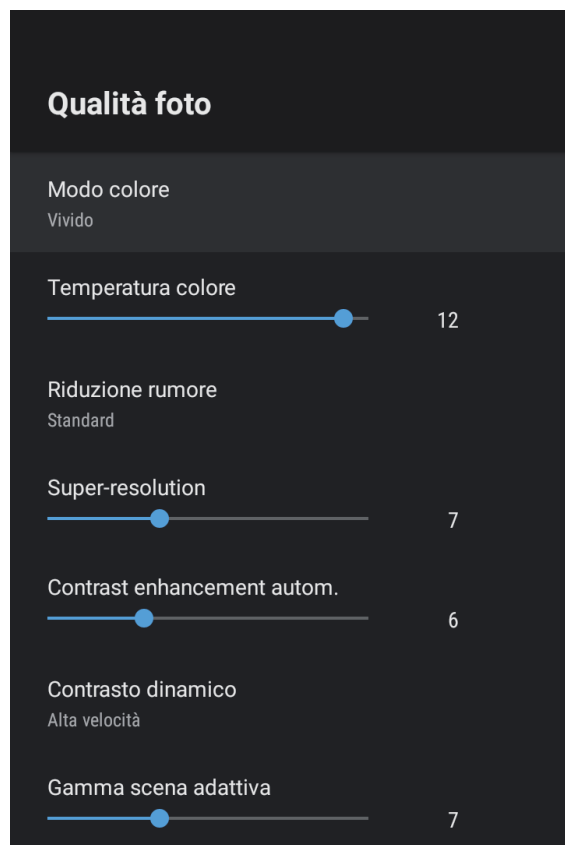 Qualità foto
Modo colore
Vivido
Temperatura colore
12
Riduzione rumore
Standard
Super-resolution
7
Contrast enhancement autom.
6
Contrasto dinamico
Alta velocità
Gamma scena adattiva
7